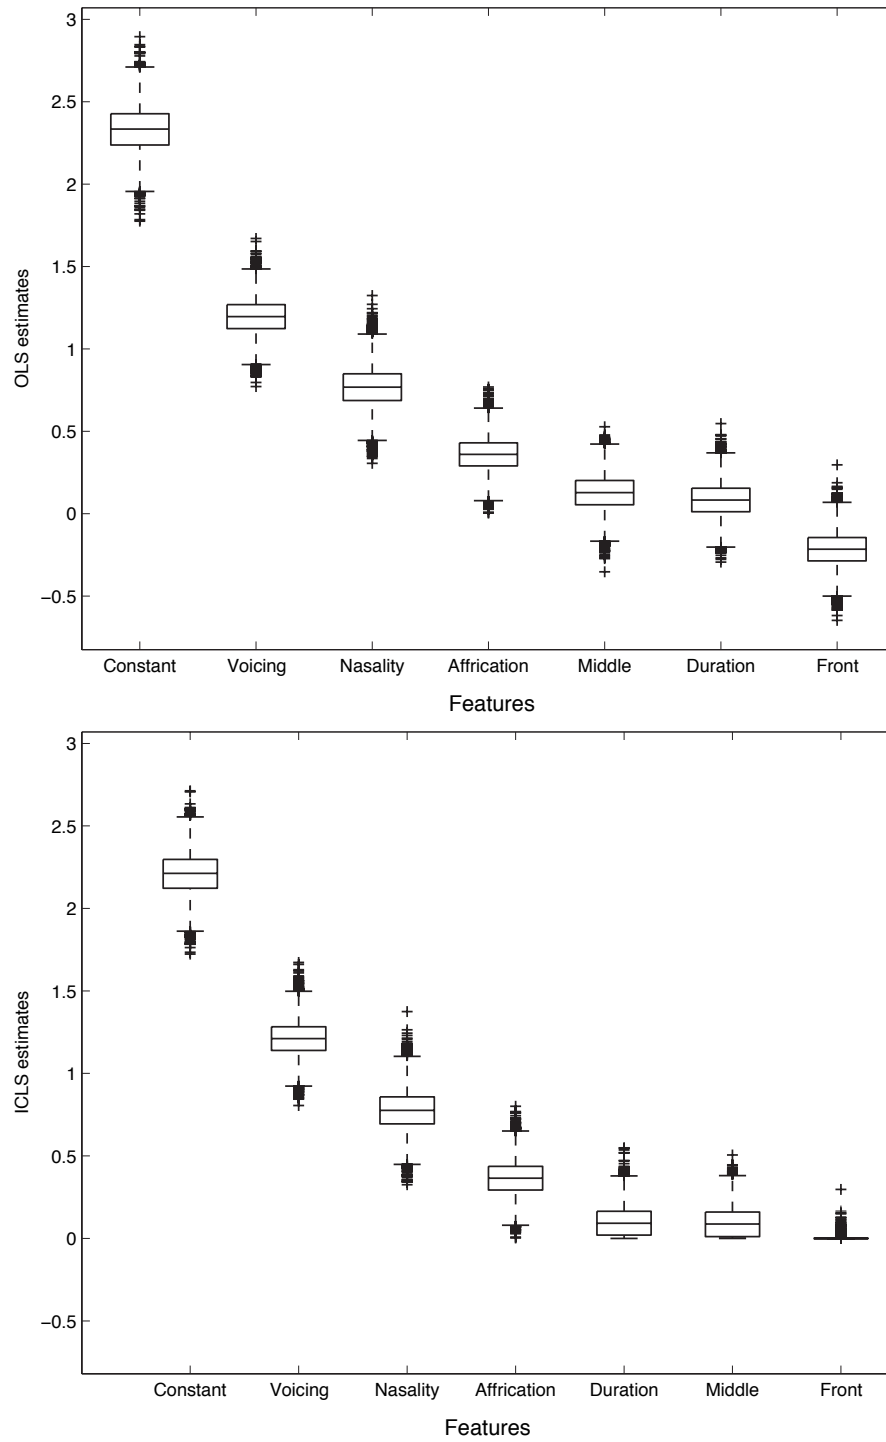 3
2.5
2
1.5
1
0.5
0
−0.5
OLS estimates
Constant Voicing Nasality Affrication Middle Duration Front
Features
3
2.5
2
1.5
1
0.5
0
−0.5
ICLS estimates
Constant Voicing Nasality Affrication Duration Middle Front
Features